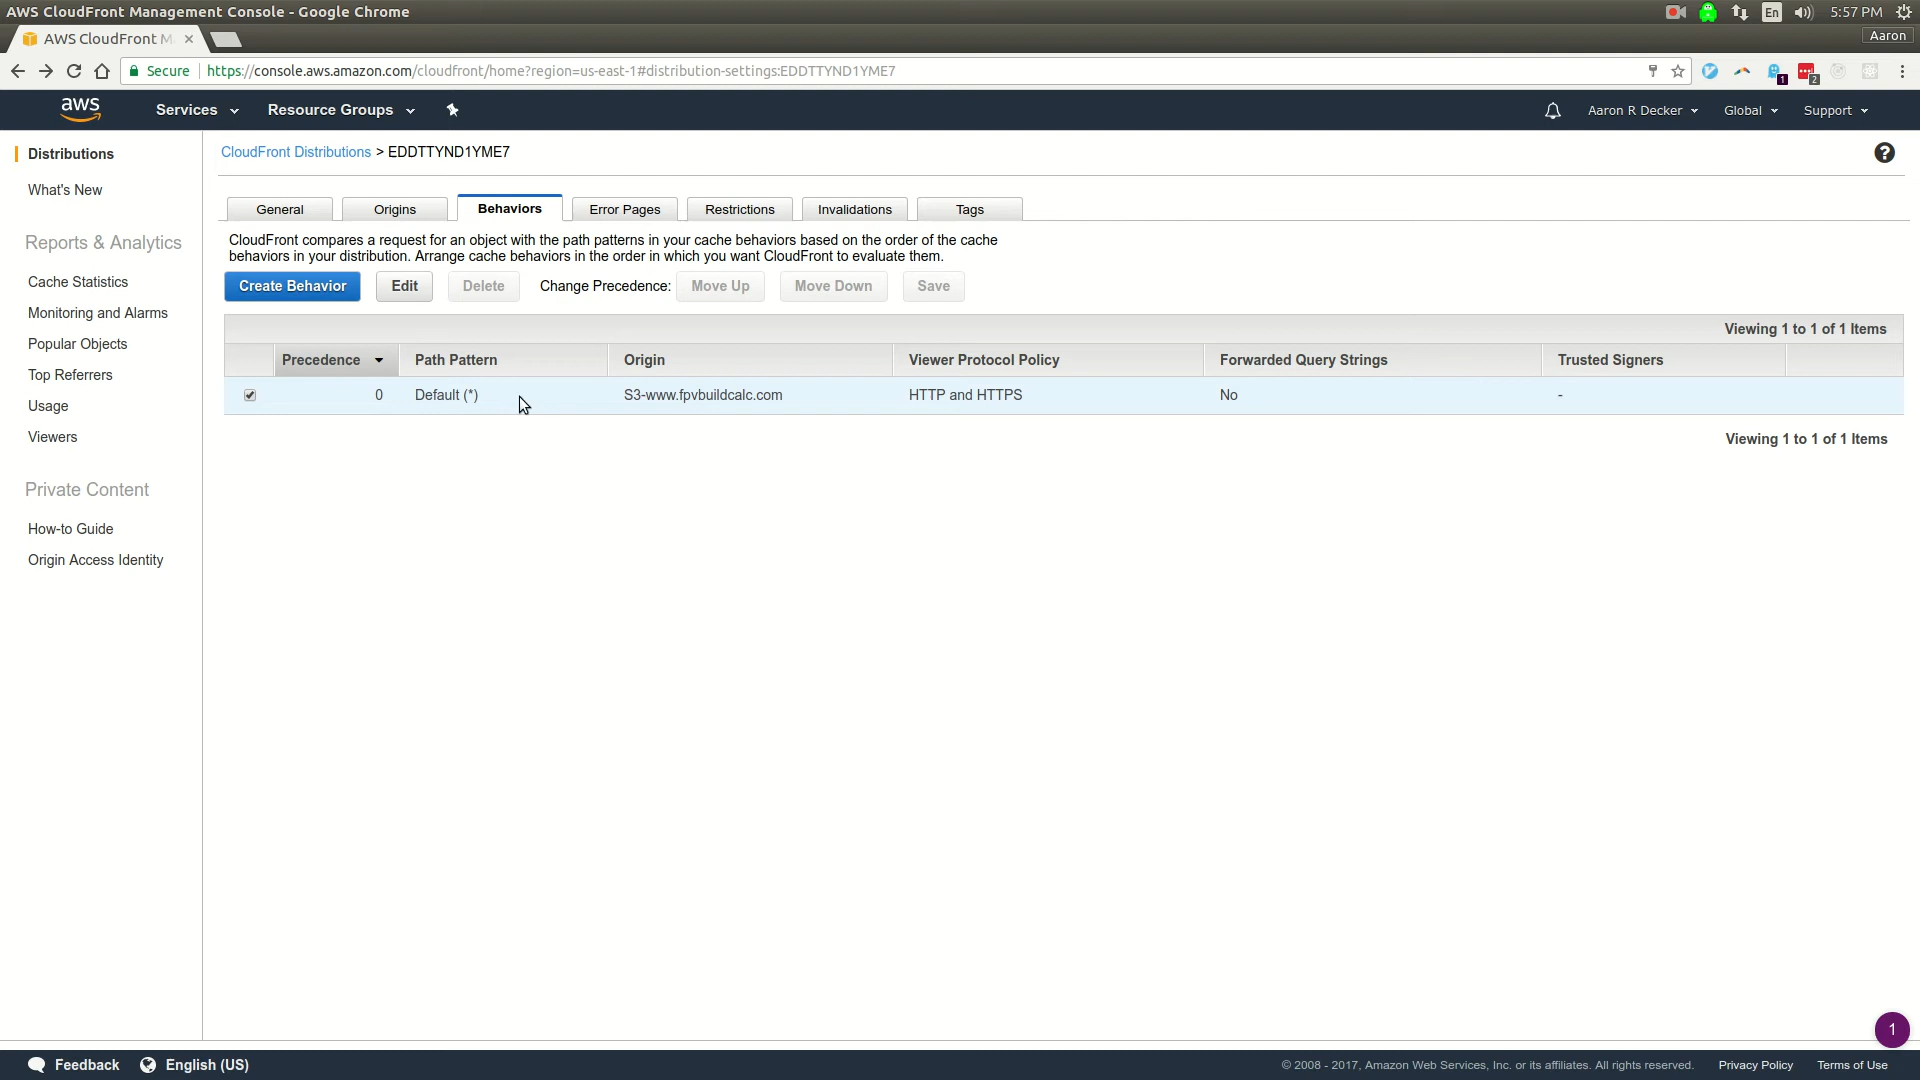 AWS CloudFront Management Console - Google Chrome
En
5:57 PM
AWS CloudFront M
Aaron
Secure
https://console.aws.amazon.com/cloudfront/home?region=us-east-1#distribution-settings:EDDTTYND1YME7
1
2
aws
Services
Resource Groups
Aaron R Decker
Global
Support
Distributions
What's New
Reports & Analytics
Cache Statistics
Monitoring and Alarms
Popular Objects
Top Referrers
Usage
Viewers
Private Content
How-to Guide
Origin Access Identity
CloudFront Distributions > EDDTTYND1YME7
?
General
Origins
Behaviors
Error Pages
Restrictions
Invalidations
Tags
CloudFront compares a request for an object with the path patterns in your cache behaviors based on the order of the cache
behaviors in your distribution. Arrange cache behaviors in the order in which you want CloudFront to evaluate them.
Create Behavior
Edit
Delete
Change Precedence:
Move Up
Move Down
Save
Viewing 1 to 1 of 1 Items
Precedence
Path Pattern
Origin
Viewer Protocol Policy
Forwarded Query Strings
Trusted Signers
0
Default (*)
S3-www.fpvbuildcalc.com
HTTP and HTTPS
No
-
Viewing 1 to 1 of 1 Items
1
Feedback
English (US)
© 2008 - 2017, Amazon Web Services, Inc. or its affiliates. All rights reserved.
Privacy Policy
Terms of Use